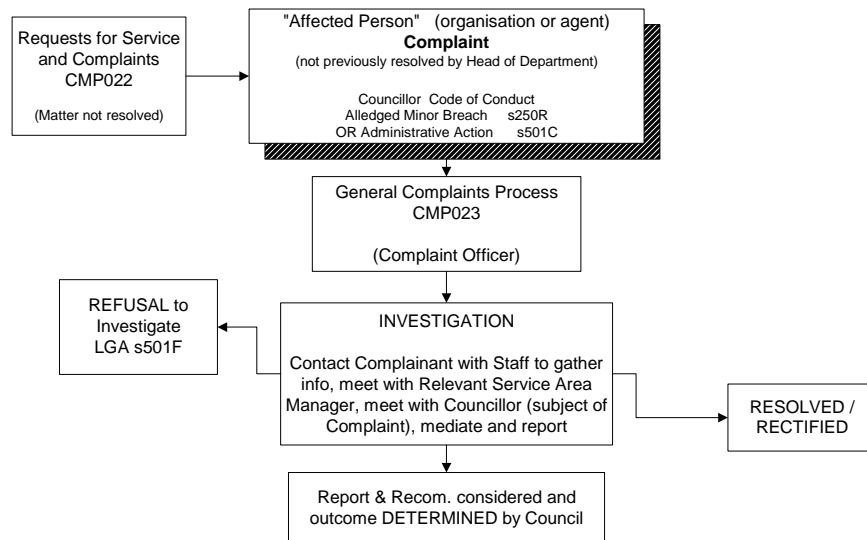 Requests for Service
and Complaints
CMP022
(Matter not resolved)
"Affected Person" (organisation or agent)
Complaint
(not previously resolved by Head of Department)
Councillor Code of Conduct
Alledged Minor Breach s250R
OR Administrative Action s501C
General Complaints Process
CMP023
(Complaint Officer)
REFUSAL to
Investigate
LGA s501F
INVESTIGATION
Contact Complainant with Staff to gather
info, meet with Relevant Service Area
Manager, meet with Councillor (subject of
Complaint), mediate and report
RESOLVED /
RECTIFIED
Report & Recom. considered and
outcome DETERMINED by Council